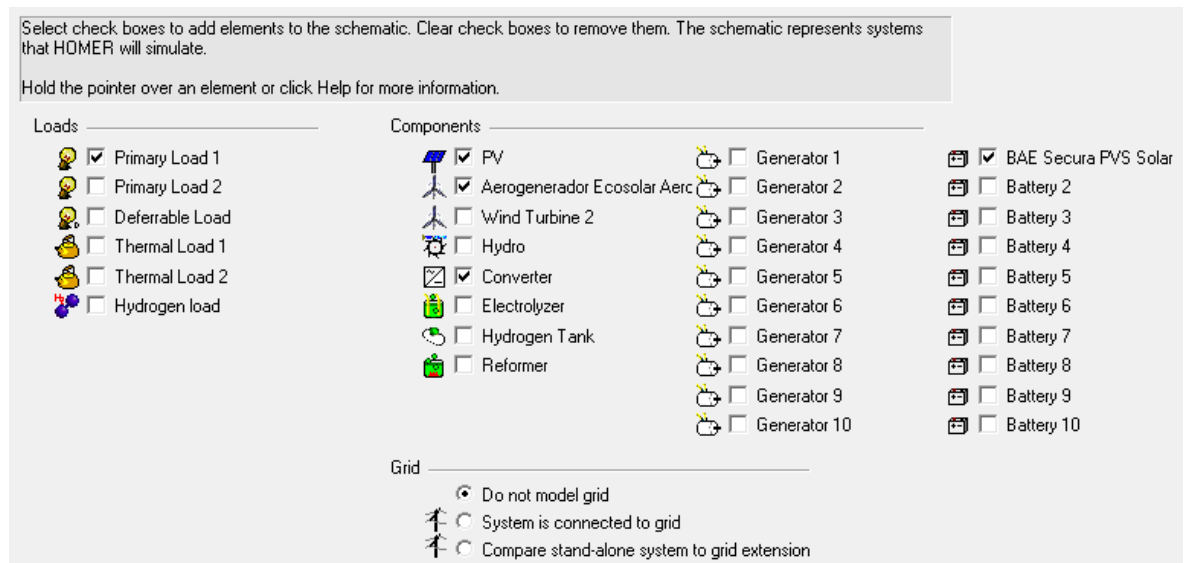 Select check boxes to add elements to the schematic. Clear check boxes to remove them. The schematic represents systems
that HOMER will simulate.
Hold the pointer over an element or click Help for more information.
Loads
Primary Load 1
Primary Load 2
Deferrable Load
Thermal Load 1
Thermal Load 2
Hydrogen load
Components
PV
Aerogenerador Ecosolar Aero
Wind Turbine 2
Hydro
Converter
Electrolyzer
Hydrogen Tank
Reformer
Generator 1
Generator 2
Generator 3
Generator 4
Generator 5
Generator 6
Generator 7
Generator 8
Generator 9
Generator 10
BAE Secura PVS Solar
Battery 2
Battery 3
Battery 4
Battery 5
Battery 6
Battery 7
Battery 8
Battery 9
Battery 10
Grid
Do not model grid
System is connected to grid
Compare stand-alone system to grid extension